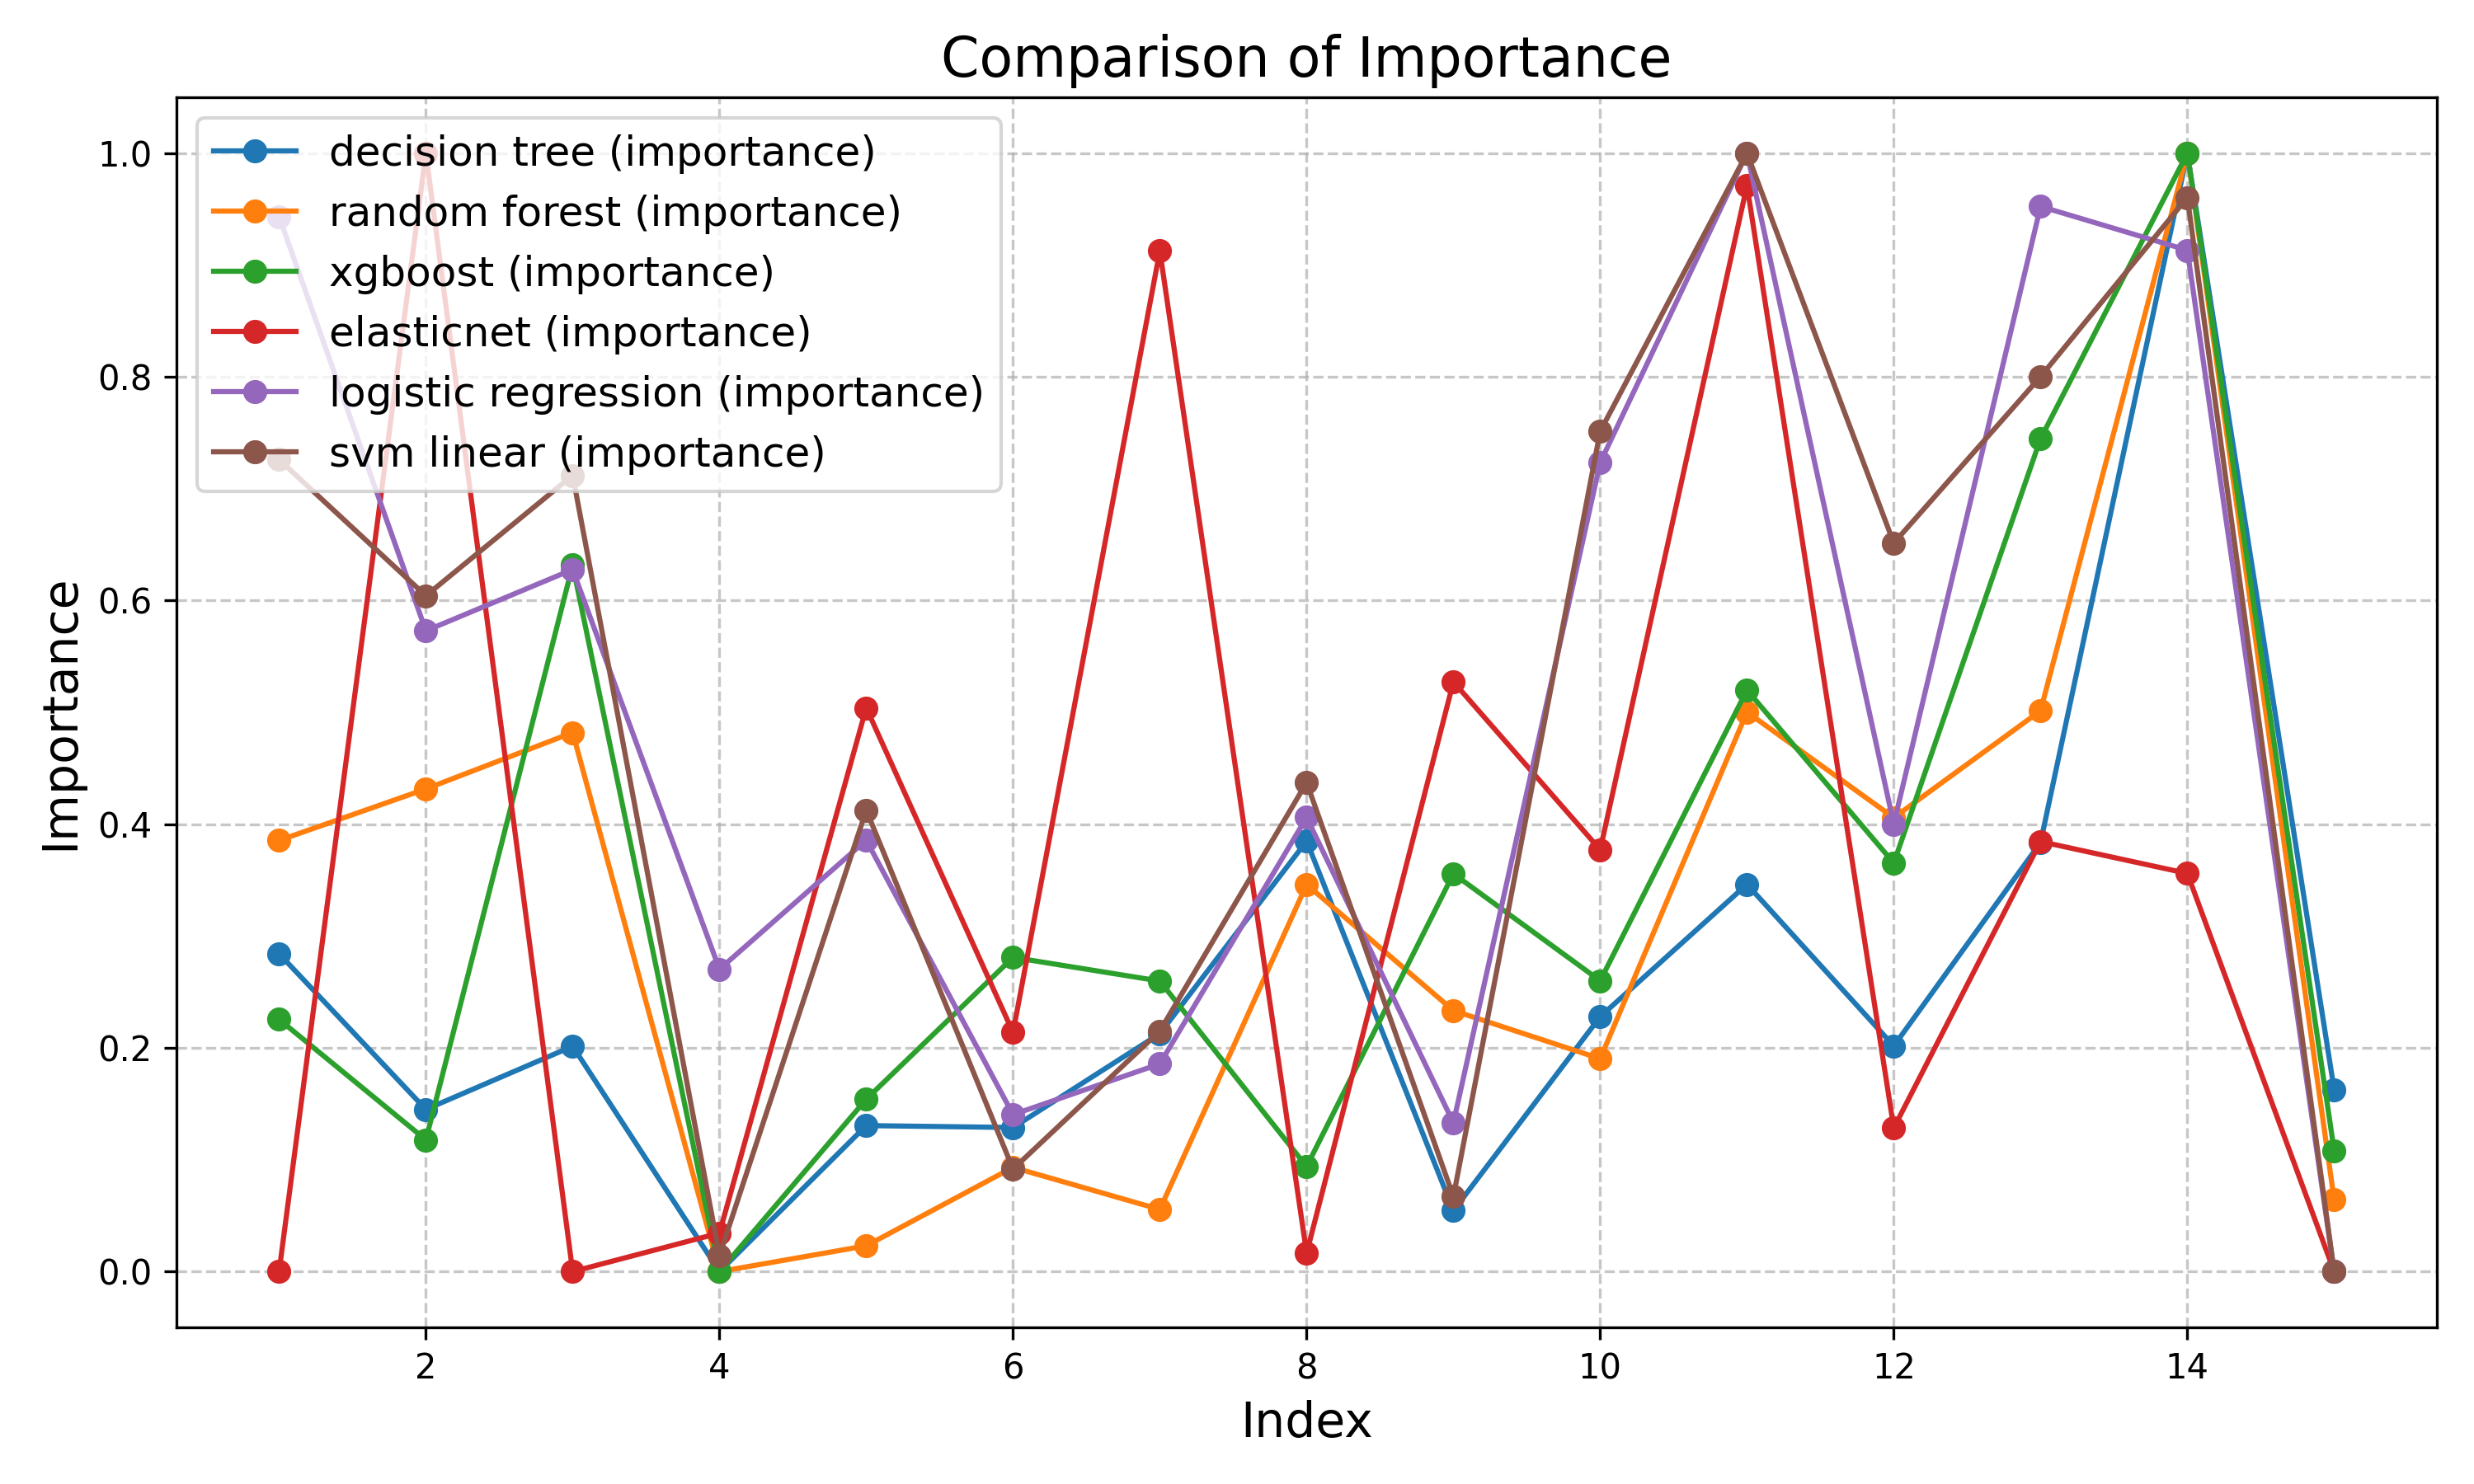 Comparison of Importance
decision tree (importance)
random forest (importance)
xgboost (importance)
elasticnet (importance)
logistic regression (importance)
svm linear (importance)
Importance
1.0
0.8
0.6
0.4
0.2
0.0
2 4 6 8 10 12 14
Index